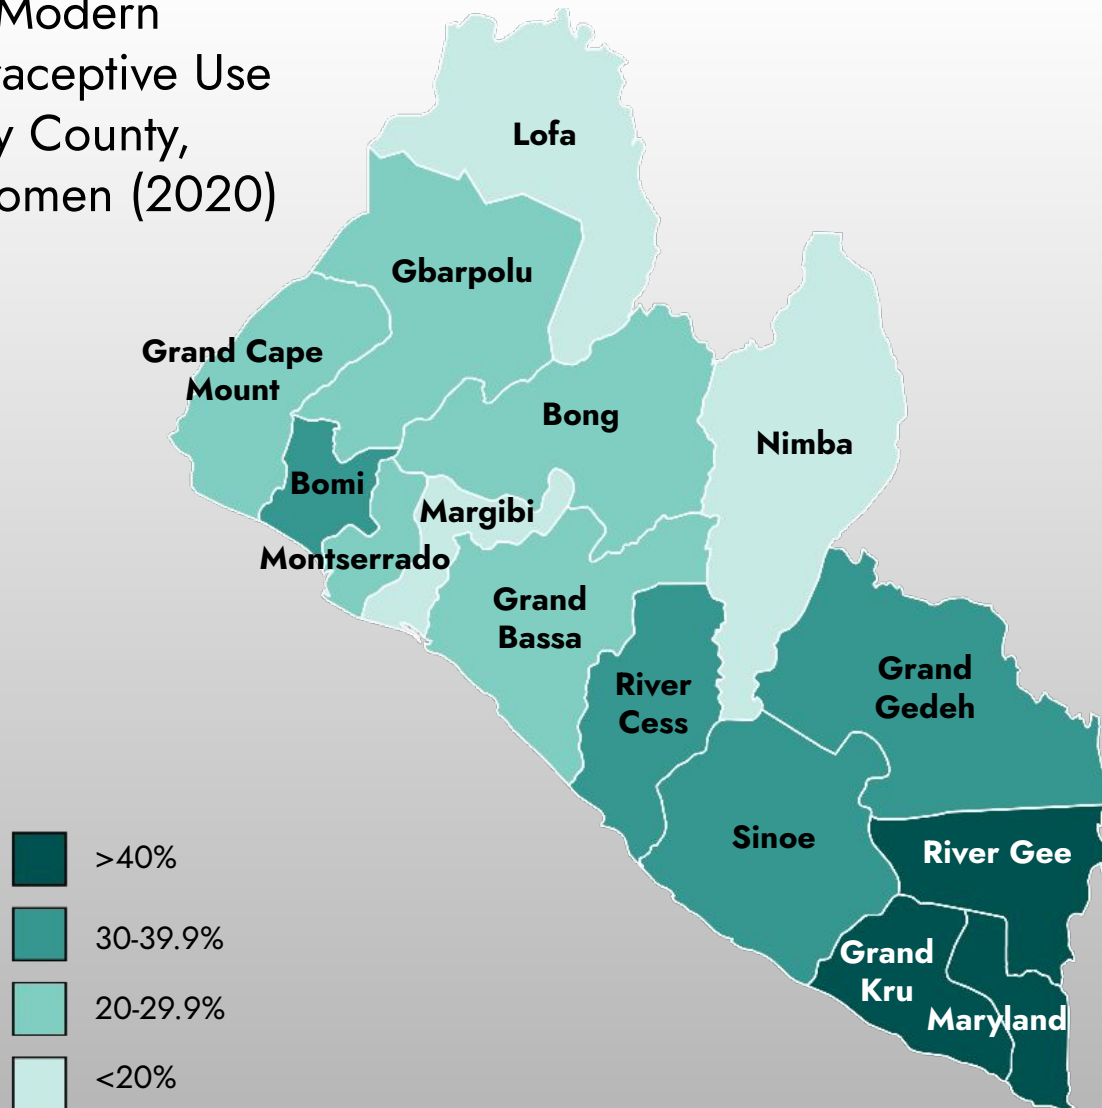 Modern
raceptive Use
y County,
omen (2020)
Lofa
Gbarpolu
Grand Cape
Mount
Bong
Nimba
Bomi
Margibi
Montserrado
Grand
Bassa
River
Cess
Grand
Gedeh
Sinoe
River Gee
Grand
Kru
Maryland
>40%
30-39.9%
20-29.9%
<20%